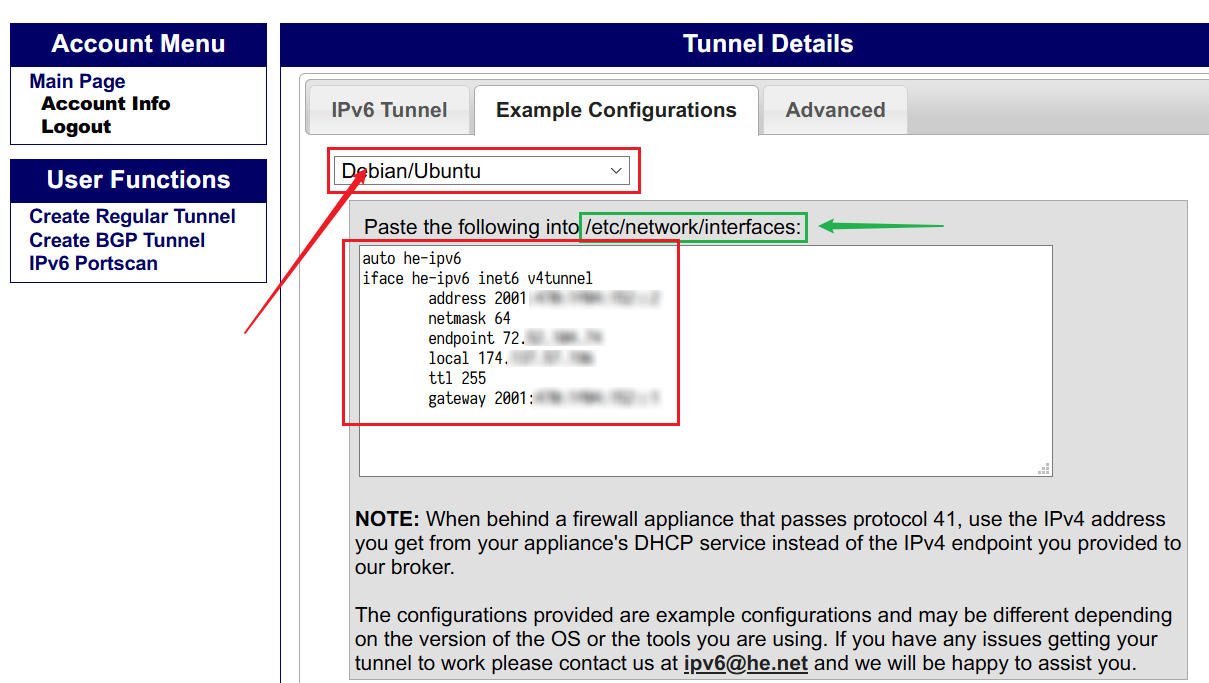 Account Menu
Main Page
Account Info
Logout
User Functions
Create Regular Tunnel
Create BGP Tunnel
IPv6 Portscan
Tunnel Details
IPv6 Tunnel
Example Configurations
Advanced
Debian/Ubuntu
Paste the following into /etc/network/interfaces:
auto he-ipv6
iface he-ipv6 inet6 v4tunnel
address 2001
netmask 64
endpoint 72.
local 174.
ttl 255
gateway 2001:
NOTE: When behind a firewall appliance that passes protocol 41, use the IPv4 address
you get from your appliance's DHCP service instead of the IPv4 endpoint you provided to
our broker.
The configurations provided are example configurations and may be different depending
on the version of the OS or the tools you are using. If you have any issues getting your
tunnel to work please contact us at ipv6@he.net and we will be happy to assist you.